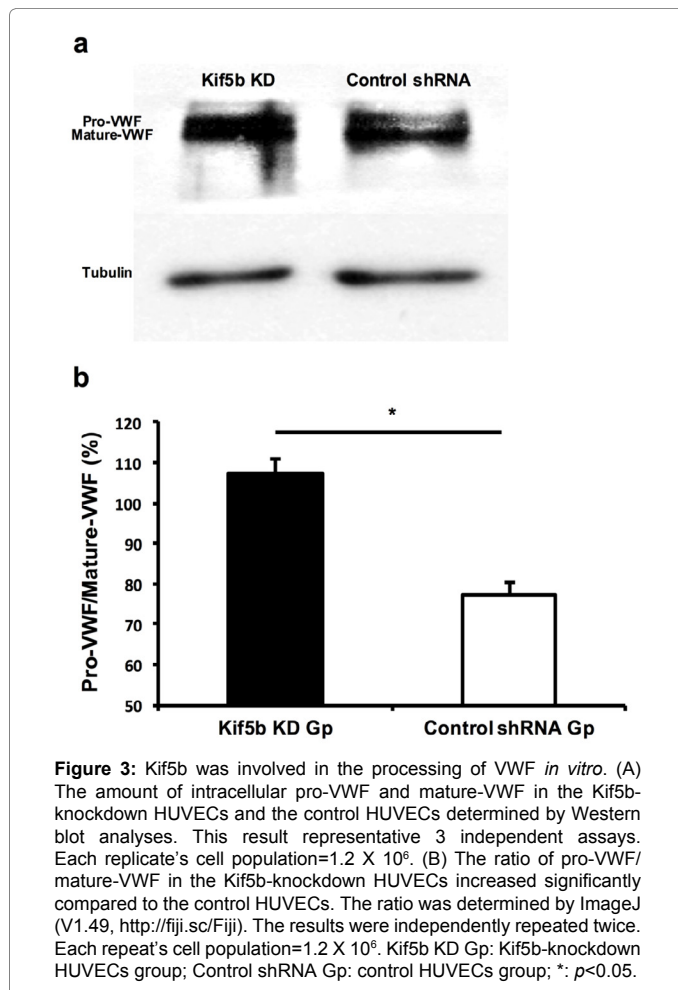 a
Kif5b KD Control shRNA
Pro-VWF
Mature-VWF
Tubulin
b
*
120
110
100
90
80
70
60
50
Pro-VWF/Mature-VWF (%)
Kif5b KD Gp Control shRNA Gp
Figure 3: Kif5b was involved in the processing of VWF in vitro. (A)
The amount of intracellular pro-VWF and mature-VWF in the Kif5b-
knockdown HUVECs and the control HUVECs determined by Western
blot analyses. This result representative 3 independent assays.
Each replicate's cell population=1.2 X 10⁶. (B) The ratio of pro-VWF/
mature-VWF in the Kif5b-knockdown HUVECs increased significantly
compared to the control HUVECs. The ratio was determined by ImageJ
(V1.49, http://fiji.sc/Fiji). The results were independently repeated twice.
Each repeat's cell population=1.2 X 10⁶. Kif5b KD Gp: Kif5b-knockdown
HUVECs group; Control shRNA Gp: control HUVECs group; *: p<0.05.